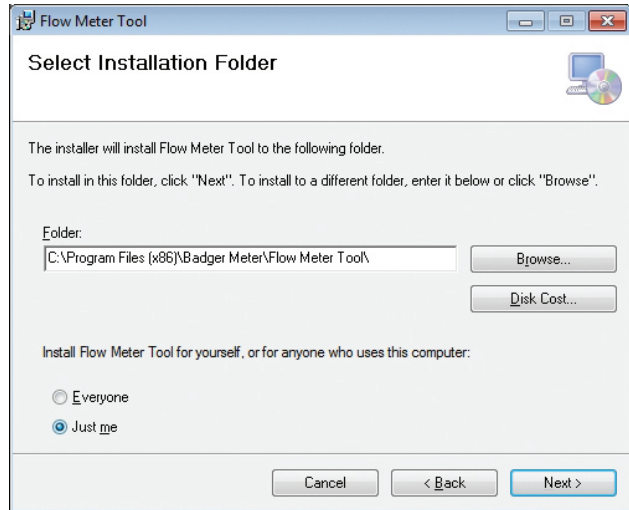 Flow Meter Tool
Select Installation Folder
The installer will install Flow Meter Tool to the following folder.
To install in this folder, click "Next". To install to a different folder, enter it below or click "Browse".
Folder:
C:\Program Files (x86)\Badger Meter\Flow Meter Tool\
Browse...
Disk Cost...
Install Flow Meter Tool for yourself, or for anyone who uses this computer:
Everyone
Just me
Cancel
< Back
Next >